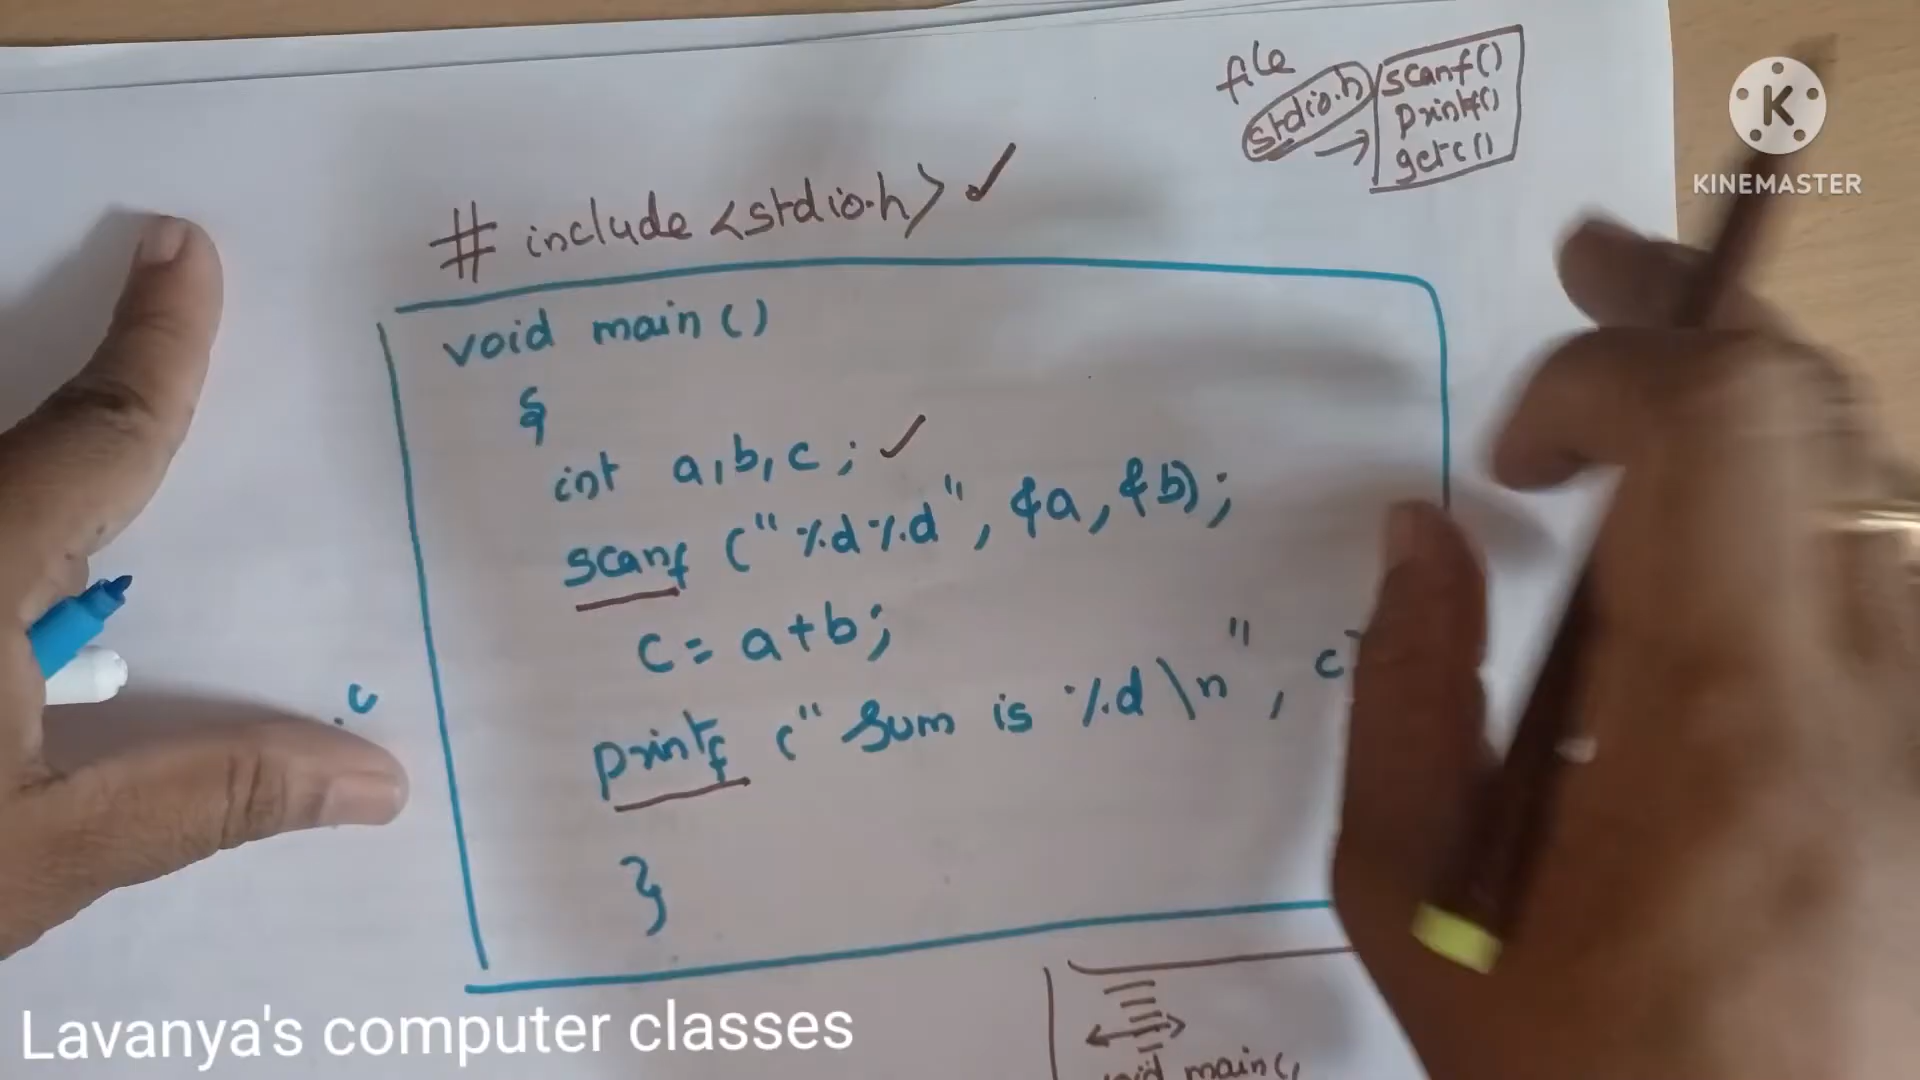 file
stdio.h
scanf()
printf()
getc()
K
KINEMASTER
# include <stdio.h>
void main ()
{
int a,b,c;
scanf ("%d%d", &a, &b);
c = a+b;
printf ("Sum is %d \n", c
}
.c
void main(
Lavanya's computer classes